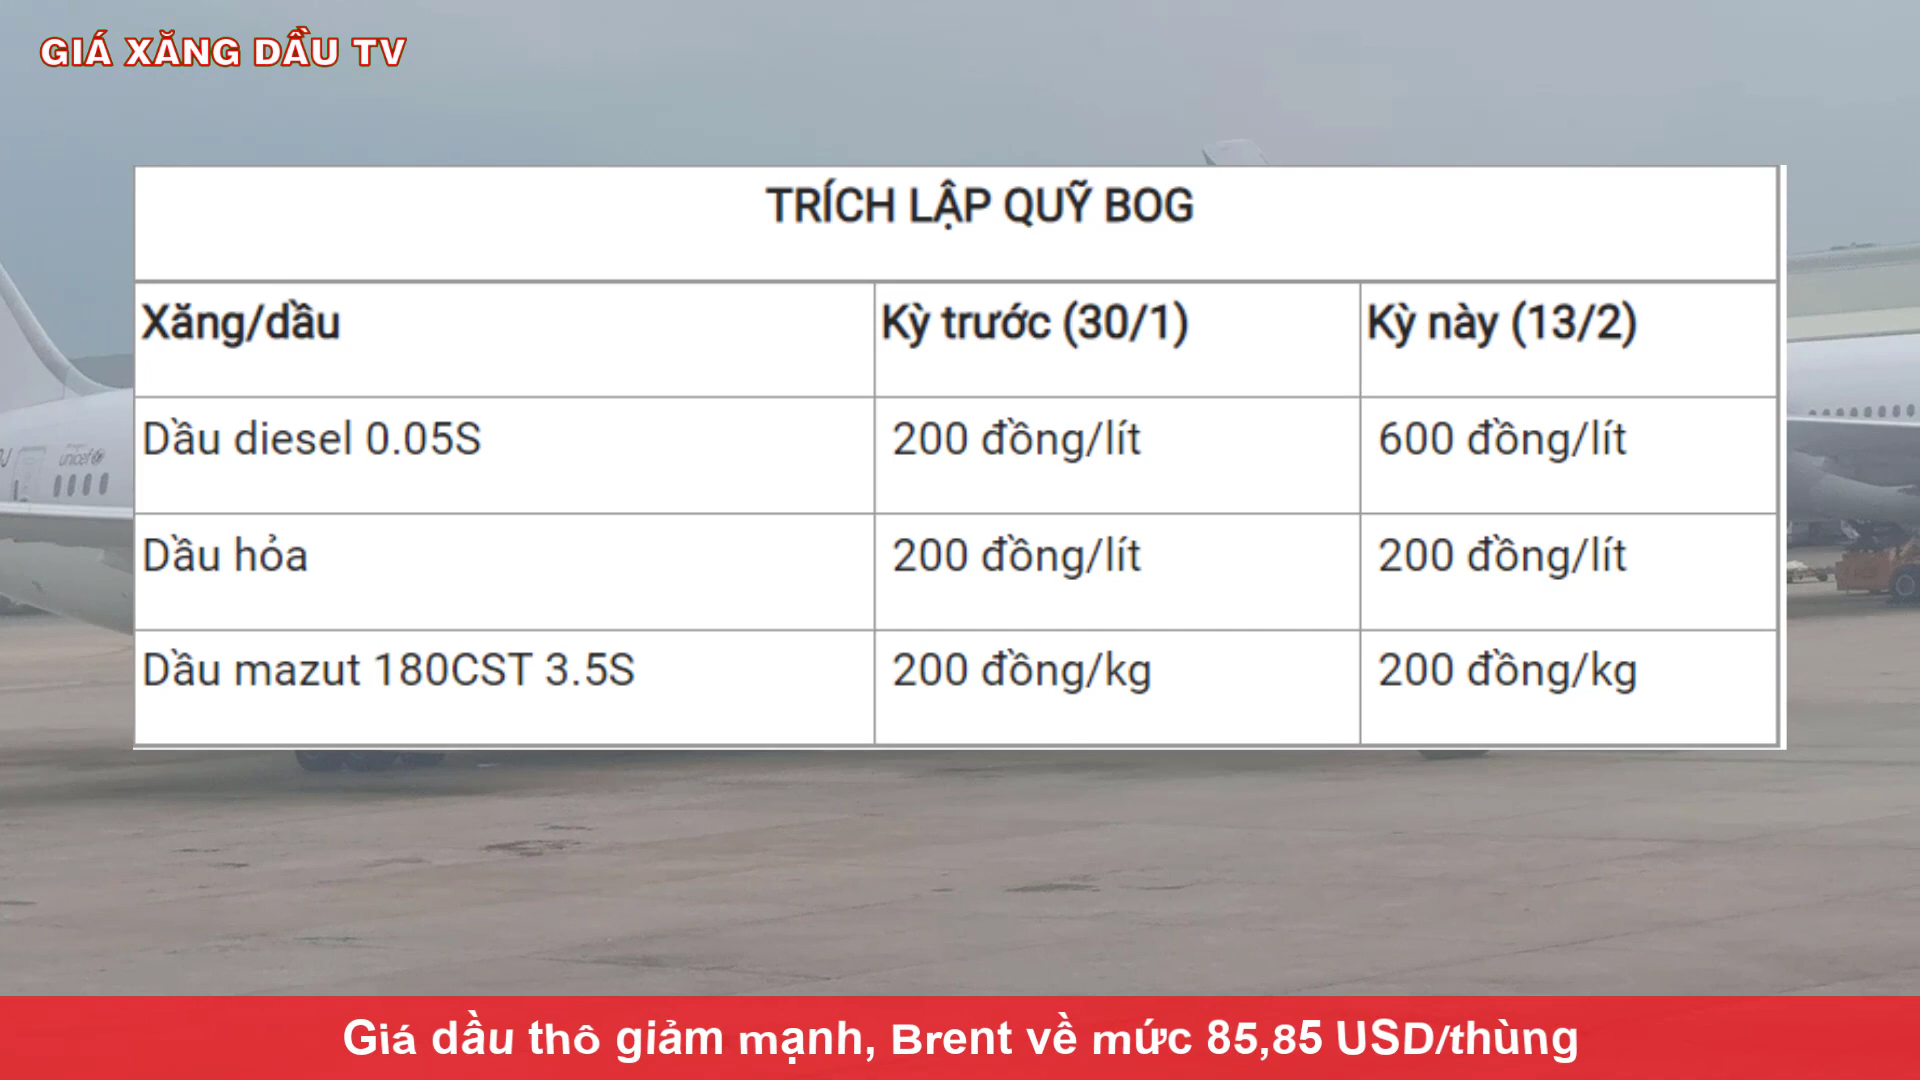 GIÁ XĂNG DẦU TV
TRÍCH LẬP QUỸ BOG
Xăng/dầu Kỳ trước (30/1) Kỳ này (13/2)
Dầu diesel 0.05S 200 đồng/lít 600 đồng/lít
Dầu hỏa 200 đồng/lít 200 đồng/lít
Dầu mazut 180CST 3.5S 200 đồng/kg 200 đồng/kg
unicef
Giá dầu thô giảm mạnh, Brent về mức 85,85 USD/thùng